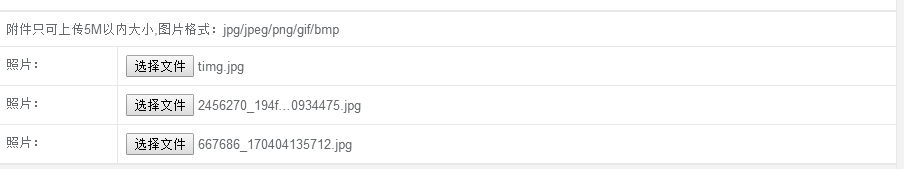 附件只可上传5M以内大小,图片格式：jpg/jpeg/png/gif/bmp
照片： 选择文件 timg.jpg
照片： 选择文件 2456270_194f...0934475.jpg
照片： 选择文件 667686_170404135712.jpg